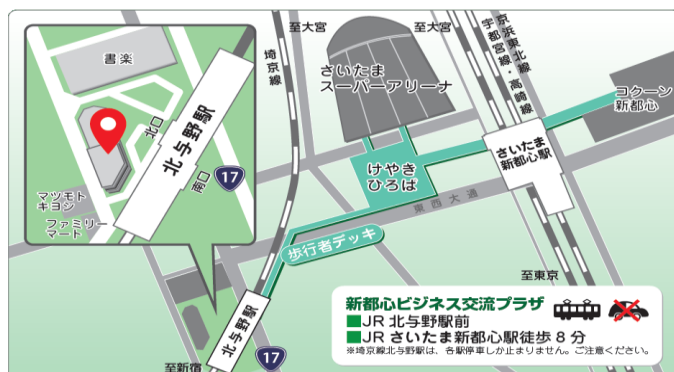 書楽
北口
北与野駅
南口
17
マツモト
キヨシ
ファミリー
マート
至大宮
至大宮
埼京線
さいたま
スーパーアリーナ
京浜東北線
宇都宮線・高崎線
コクーン
新都心
さいたま
新都心駅
けやき
ひろば
東西大通
歩行者デッキ
至東京
北与野駅
17
至新宿
新都心ビジネス交流プラザ
■JR 北与野駅前
■JR さいたま新都心駅徒歩8分
※埼京線北与野駅は、各駅停車しか止まりません。ご注意ください。